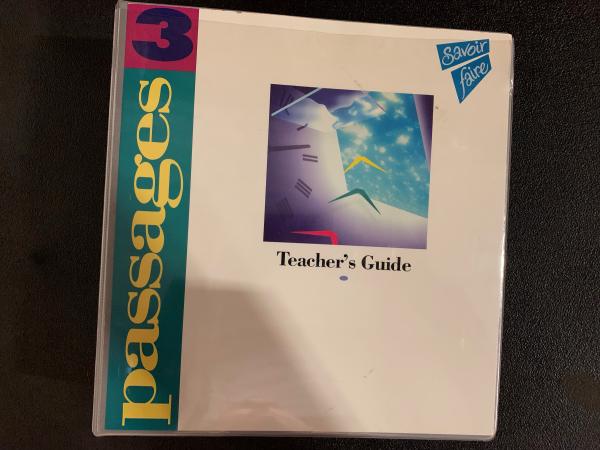 3
passages
savoir
faire
Teacher's Guide